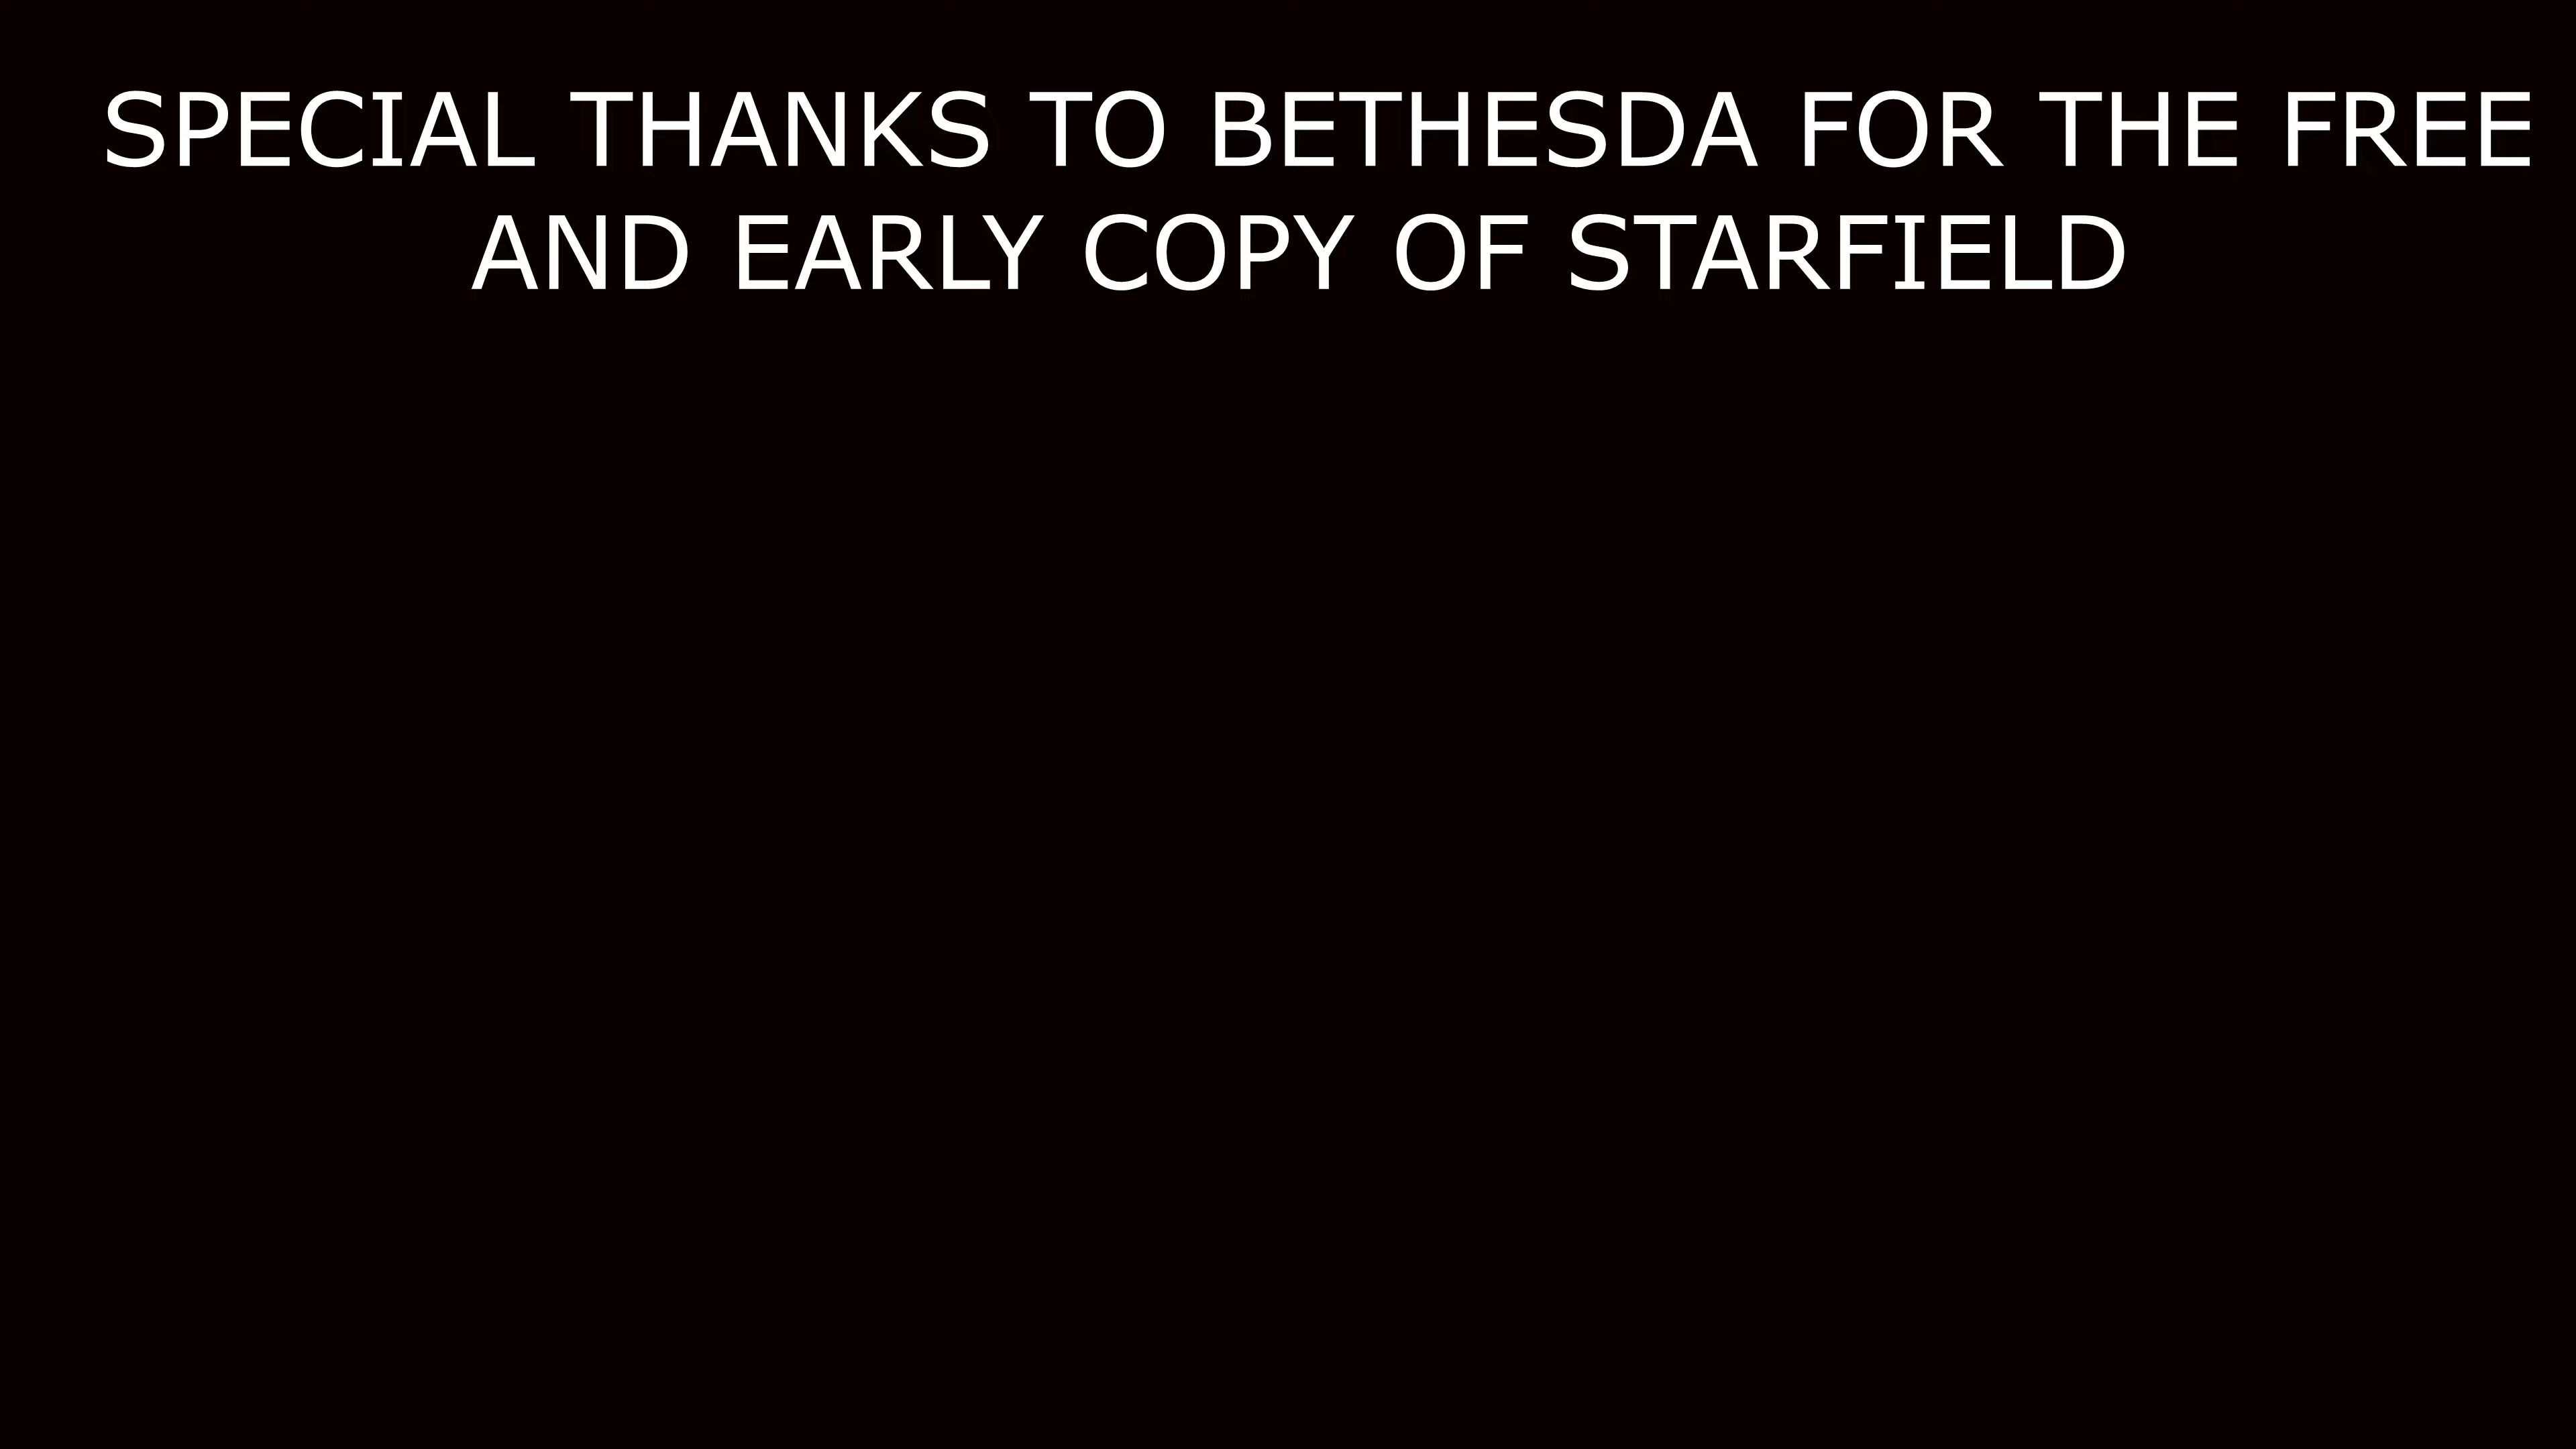 SPECIAL THANKS TO BETHESDA FOR THE FREE
AND EARLY COPY OF STARFIELD